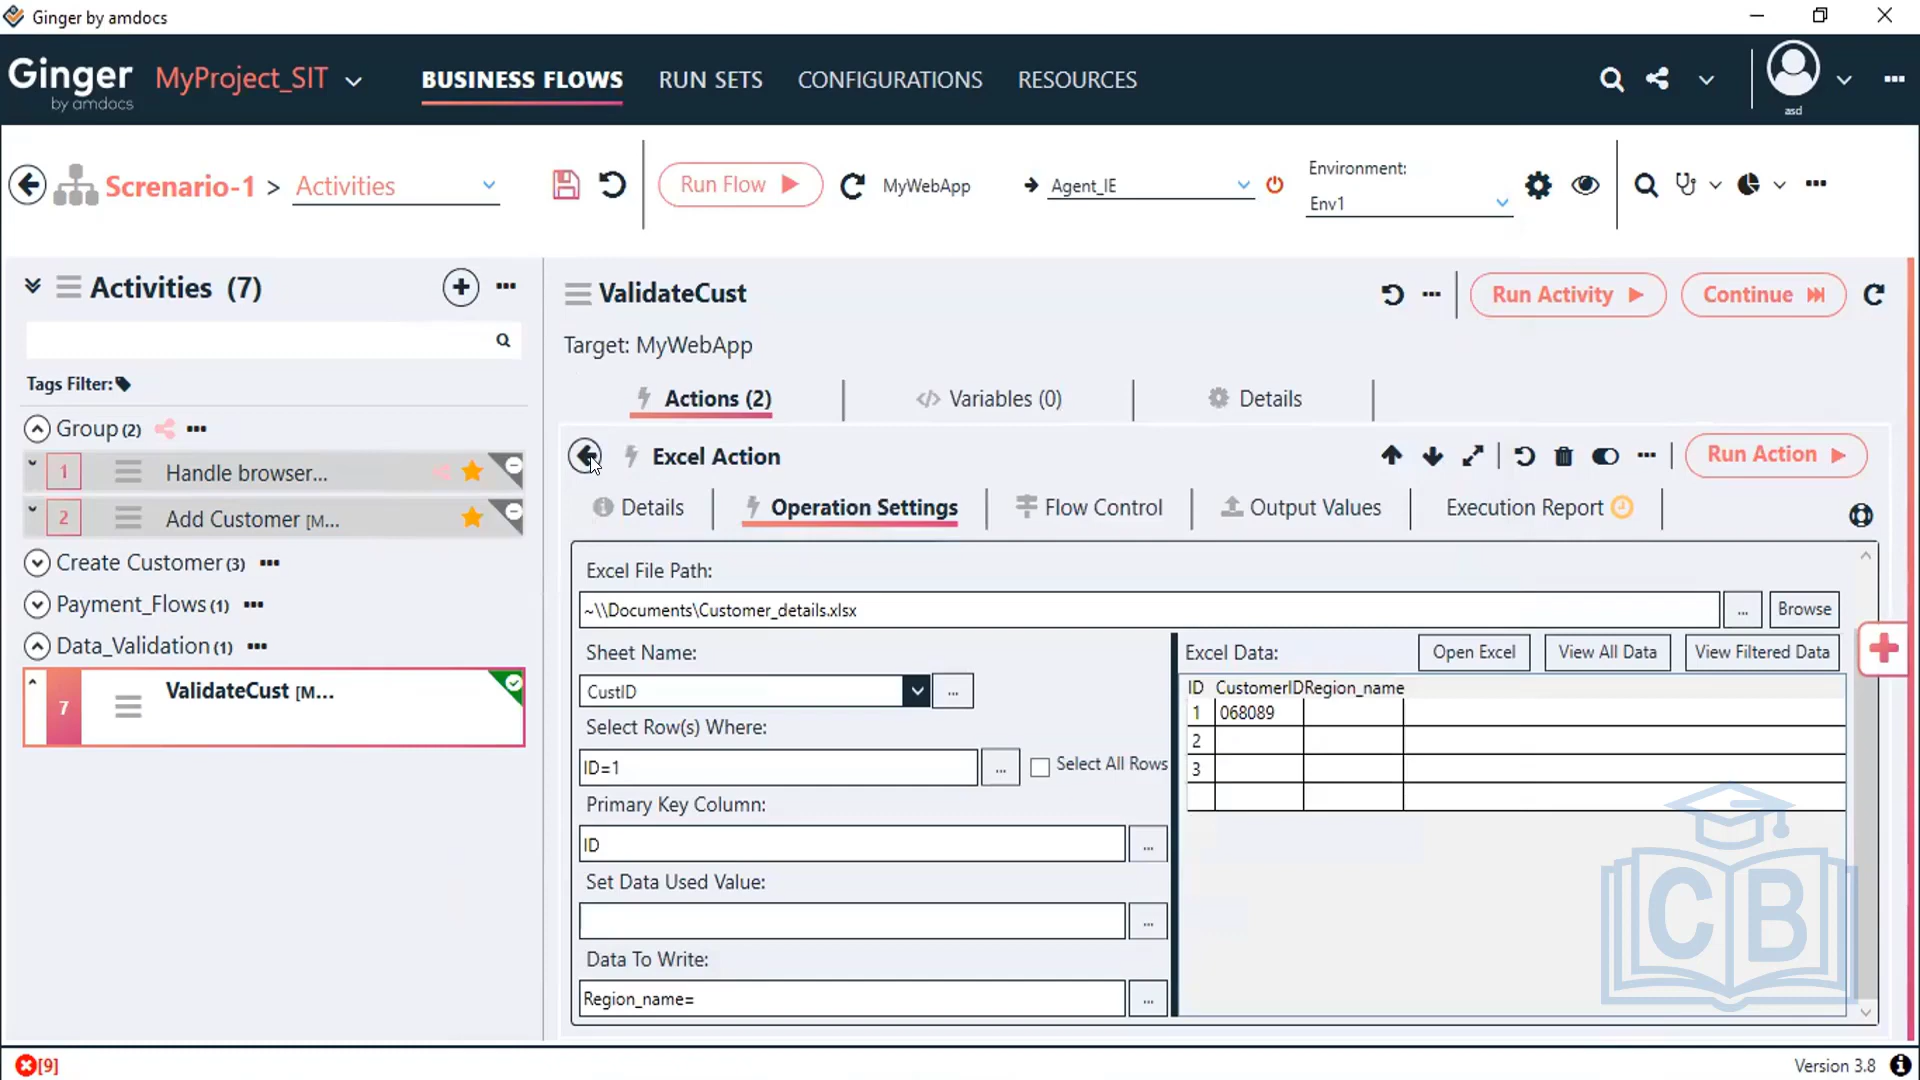 Ginger by amdocs
Ginger
by amdocs
MyProject_SIT
BUSINESS FLOWS
RUN SETS
CONFIGURATIONS
RESOURCES
asd
Screnario-1 > Activities
Run Flow
MyWebApp
Agent_IE
Environment:
Env1
Activities (7)
Tags Filter:
Group (2)
1 Handle browser...
2 Add Customer [M...
Create Customer (3)
Payment_Flows (1)
Data_Validation (1)
7 ValidateCust [M...
ValidateCust
Run Activity
Continue
Target: MyWebApp
Actions (2)
Variables (0)
Details
Excel Action
Run Action
Details
Operation Settings
Flow Control
Output Values
Execution Report
Excel File Path:
~\\Documents\Customer_details.xlsx
...
Browse
Sheet Name:
CustID
...
Select Row(s) Where:
ID=1
...
Select All Rows
Primary Key Column:
ID
...
Set Data Used Value:
...
Data To Write:
Region_name=
...
Excel Data:
Open Excel
View All Data
View Filtered Data
ID CustomerID Region_name
1 068089
2
3
CB
[9]
Version 3.8